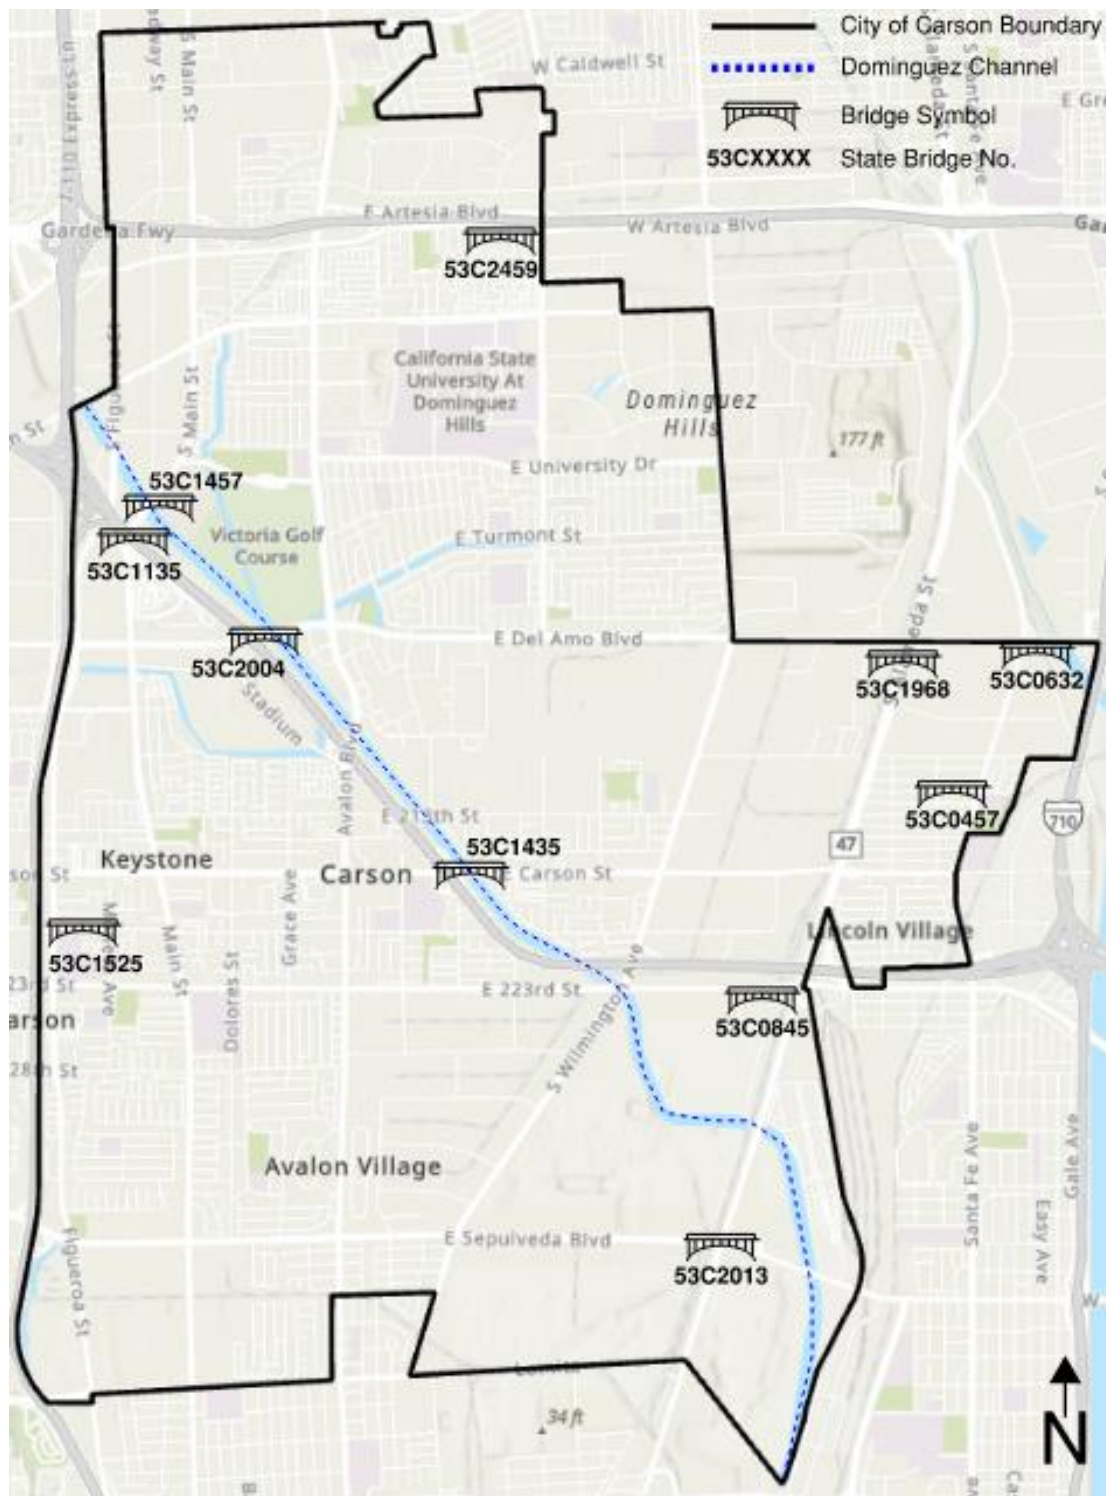 City of Carson Boundary
Dominguez Channel
Bridge Symbol
53CXXXX State Bridge No.
W Caldwell St
S Main St
E Artesia Blvd
W Artesia Blvd
Gardena Fwy
53C2459
California State
University At
Dominguez
Hills
Dominguez
Hills
177 ft
S Main St
E University Dr
53C1457
Victoria Golf
Course
E Turmont St
53C1135
E Del Amo Blvd
53C2004
53C1968
53C0632
Stadium
Avalon Blvd
53C0457
710
E 213th St
47
53C1435
Keystone
Carson
E Carson St
Grace Ave
Lincoln Village
53C1525
Main St
Dolores St
23rd St
E 223rd St
S Wilmington Ave
53C0845
arson
28th St
Avalon Village
Santa Fe Ave
Gale Ave
Easy Ave
E Sepulveda Blvd
53C2013
Figueroa St
W
34 ft
N